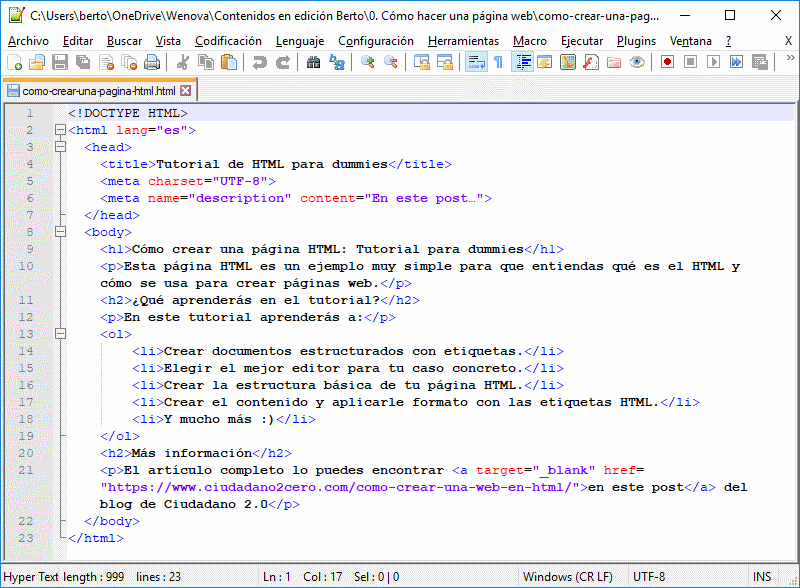 C:\Users\berto\OneDrive\Wenova\Contenidos en edición Berto\0. Cómo hacer una página web\como-crear-una-pag...
Archivo Editar Buscar Vista Codificación Lenguaje Configuración Herramientas Macro Ejecutar Plugins Ventana ? X
como-crear-una-pagina-html.html
1 <!DOCTYPE HTML>
2 <html lang="es">
3 <head>
4 <title>Tutorial de HTML para dummies</title>
5 <meta charset="UTF-8">
6 <meta name="description" content="En este post…">
7 </head>
8 <body>
9 <h1>Cómo crear una página HTML: Tutorial para dummies</h1>
10 <p>Esta página HTML es un ejemplo muy simple para que entiendas qué es el HTML y
cómo se usa para crear páginas web.</p>
11 <h2>¿Qué aprenderás en el tutorial?</h2>
12 <p>En este tutorial aprenderás a:</p>
13 <ol>
14 <li>Crear documentos estructurados con etiquetas.</li>
15 <li>Elegir el mejor editor para tu caso concreto.</li>
16 <li>Crear la estructura básica de tu página HTML.</li>
17 <li>Crear el contenido y aplicarle formato con las etiquetas HTML.</li>
18 <li>Y mucho más :)</li>
19 </ol>
20 <h2>Más información</h2>
21 <p>El artículo completo lo puedes encontrar <a target="_blank" href=
"https://www.ciudadano2cero.com/como-crear-una-web-en-html/">en este post</a> del
blog de Ciudadano 2.0</p>
22 </body>
23 </html>
Hyper Text length : 999 lines : 23 Ln : 1 Col : 17 Sel : 0 | 0 Windows (CR LF) UTF-8 INS